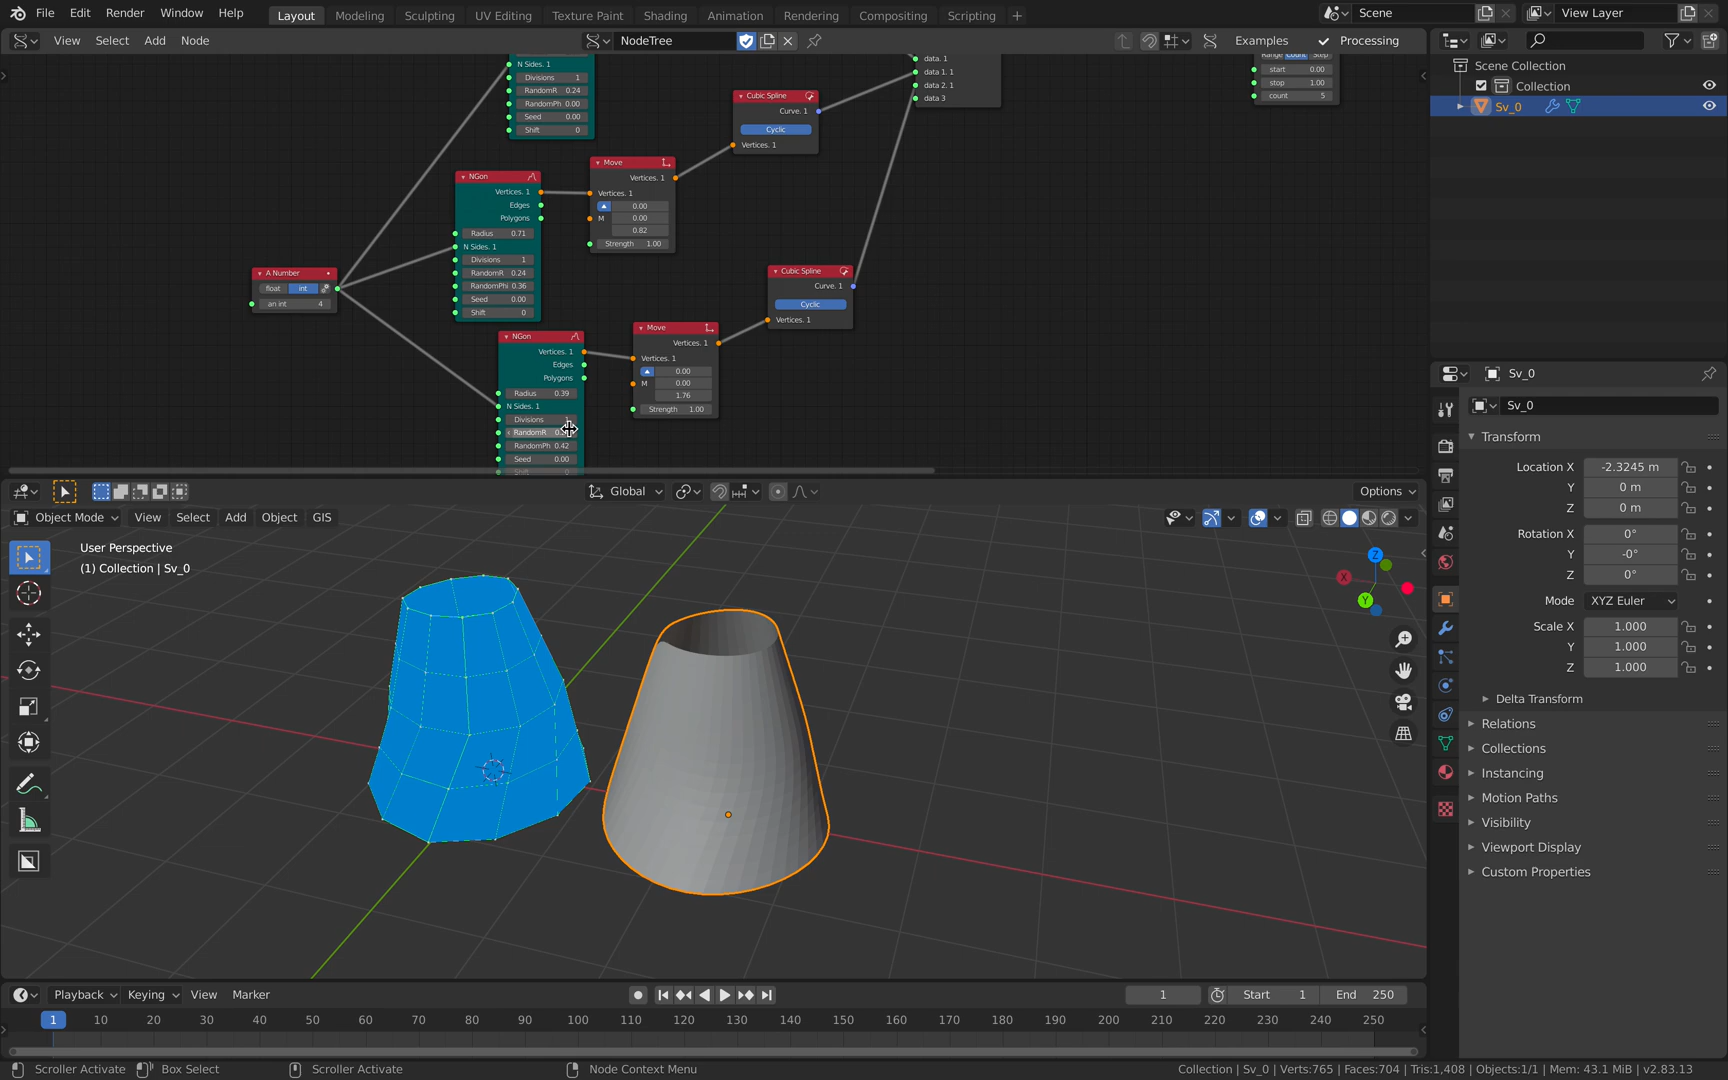 File Edit Render Window Help
Layout Modeling Sculpting UV Editing Texture Paint Shading Animation Rendering Compositing Scripting
Scene
View Layer
View Select Add Node
NodeTree
Examples Processing
N Sides. 1
Divisions 1
RandomR 0.24
RandomPh 0.00
Seed 0.00
Shift 0
data. 1
data 1. 1
data 2. 1
data 3
Range Count Step
start 0.00
stop 1.00
count 5
Cubic Spline
Curve. 1
Cyclic
Vertices. 1
Move
Vertices. 1
Vertices. 1
0.00
M 0.00
0.82
Strength 1.00
NGon
Vertices. 1
Edges
Polygons
Radius 0.71
N Sides. 1
Divisions 1
RandomR 0.24
RandomPhi 0.36
Seed 0.00
Shift 0
A Number
float int
an int 4
Cubic Spline
Curve. 1
Cyclic
Vertices. 1
Move
Vertices. 1
Vertices. 1
0.00
M 0.00
1.76
Strength 1.00
NGon
Vertices. 1
Edges
Polygons
Radius 0.39
N Sides. 1
Divisions 1
RandomR
RandomPh 0.42
Seed 0.00
Scene Collection
Collection
Sv_0
Sv_0
Sv_0
Transform
Location X -2.3245 m
Y 0 m
Z 0 m
Rotation X 0°
Y -0°
Z 0°
Mode XYZ Euler
Scale X 1.000
Y 1.000
Z 1.000
Delta Transform
Relations
Collections
Instancing
Motion Paths
Visibility
Viewport Display
Custom Properties
Global
Options
Object Mode View Select Add Object GIS
User Perspective
(1) Collection | Sv_0
Z
X
Y
Playback Keying View Marker
1
Start 1
End 250
1 10 20 30 40 50 60 70 80 90 100 110 120 130 140 150 160 170 180 190 200 210 220 230 240 250
Scroller Activate Box Select Scroller Activate Node Context Menu
Collection | Sv_0 | Verts:765 | Faces:704 | Tris:1,408 | Objects:1/1 | Mem: 43.1 MiB | v2.83.13